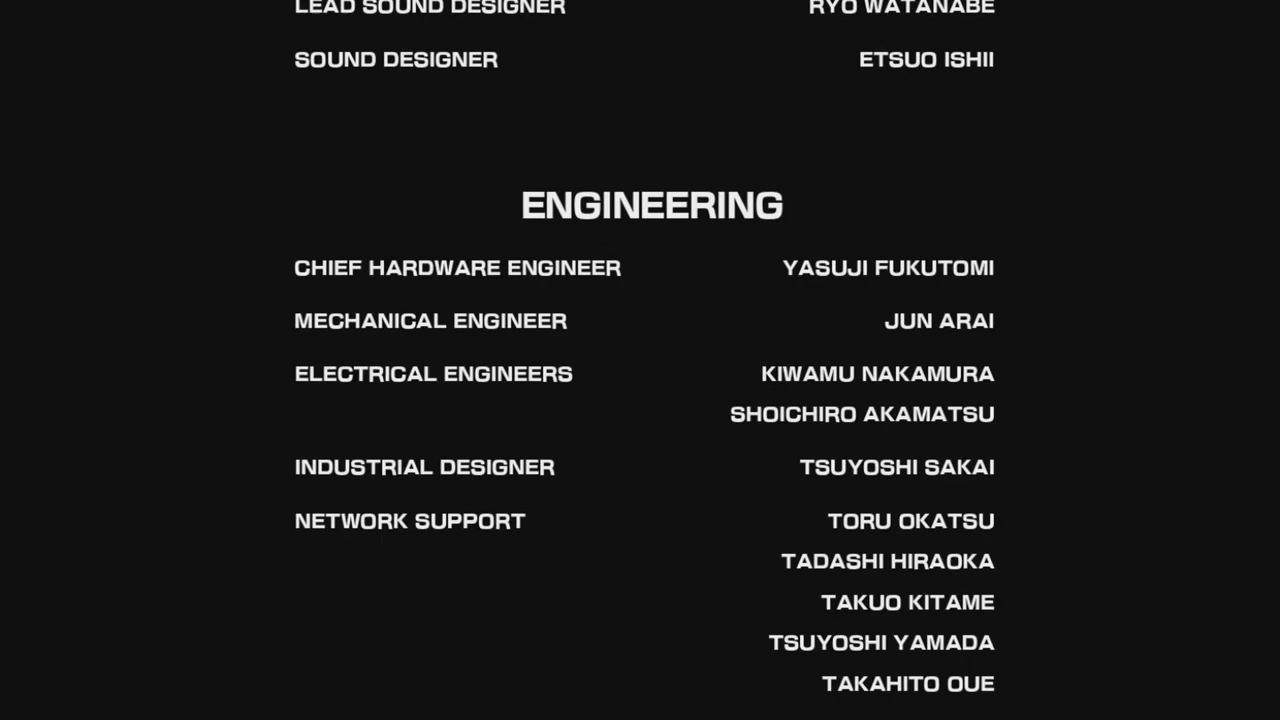 LEAD SOUND DESIGNER RYO WATANABE
SOUND DESIGNER ETSUO ISHII
ENGINEERING
CHIEF HARDWARE ENGINEER YASUJI FUKUTOMI
MECHANICAL ENGINEER JUN ARAI
ELECTRICAL ENGINEERS KIWAMU NAKAMURA
SHOICHIRO AKAMATSU
INDUSTRIAL DESIGNER TSUYOSHI SAKAI
NETWORK SUPPORT TORU OKATSU
TADASHI HIRAOKA
TAKUO KITAME
TSUYOSHI YAMADA
TAKAHITO OUE